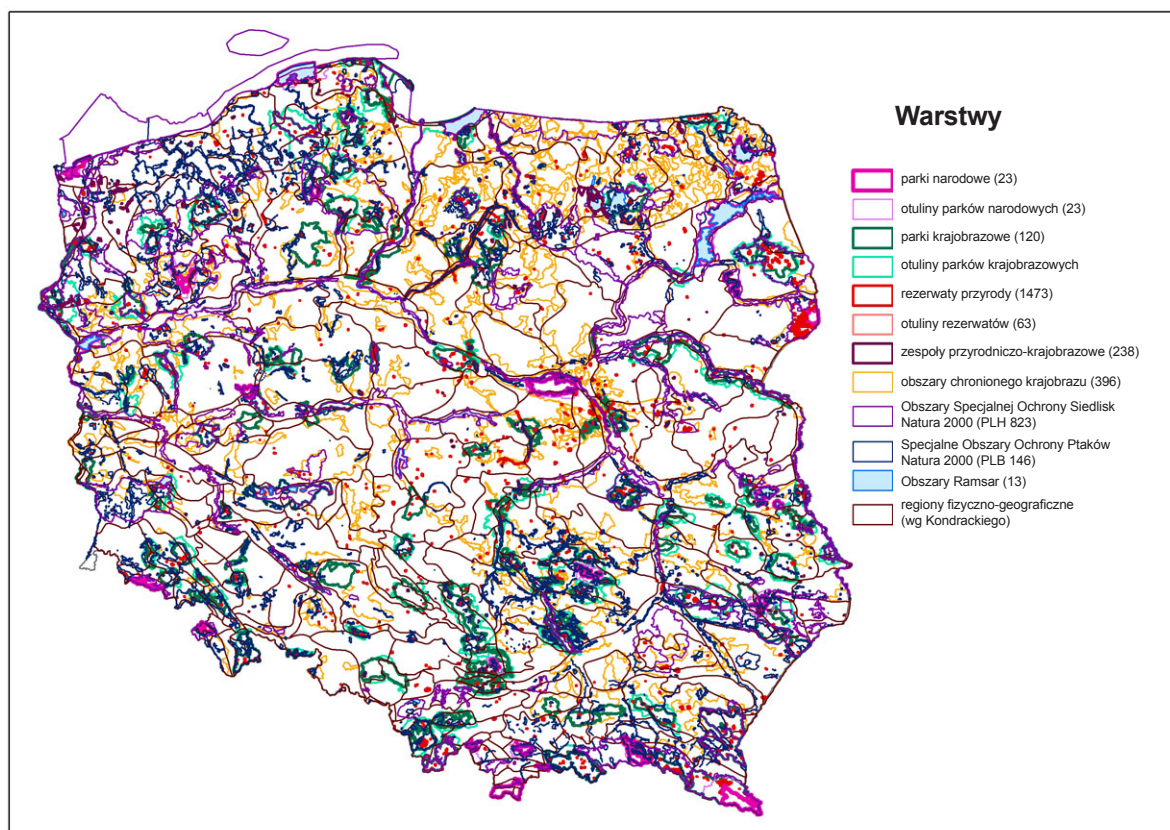 Warstwy
parki narodowe (23)
otuliny parków narodowych (23)
parki krajobrazowe (120)
otuliny parków krajobrazowych
rezerwaty przyrody (1473)
otuliny rezerwatów (63)
zespoły przyrodniczo-krajobrazowe (238)
obszary chronionego krajobrazu (396)
Obszary Specjalnej Ochrony Siedlisk
Natura 2000 (PLH 823)
Specjalne Obszary Ochrony Ptaków
Natura 2000 (PLB 146)
Obszary Ramsar (13)
regiony fizyczno-geograficzne
(wg Kondrackiego)